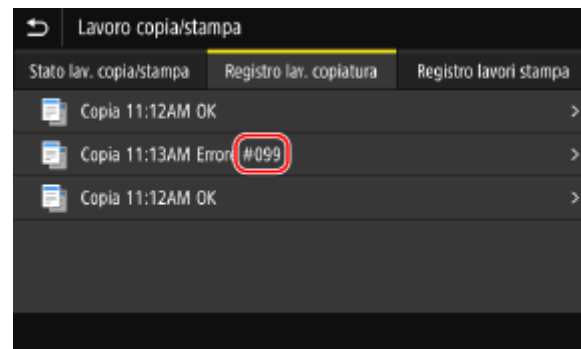 Lavoro copia/stampa
Stato lav. copia/stampa Registro lav. copiatura Registro lavori stampa
Copia 11:12AM OK
Copia 11:13AM Errore #099
Copia 11:12AM OK